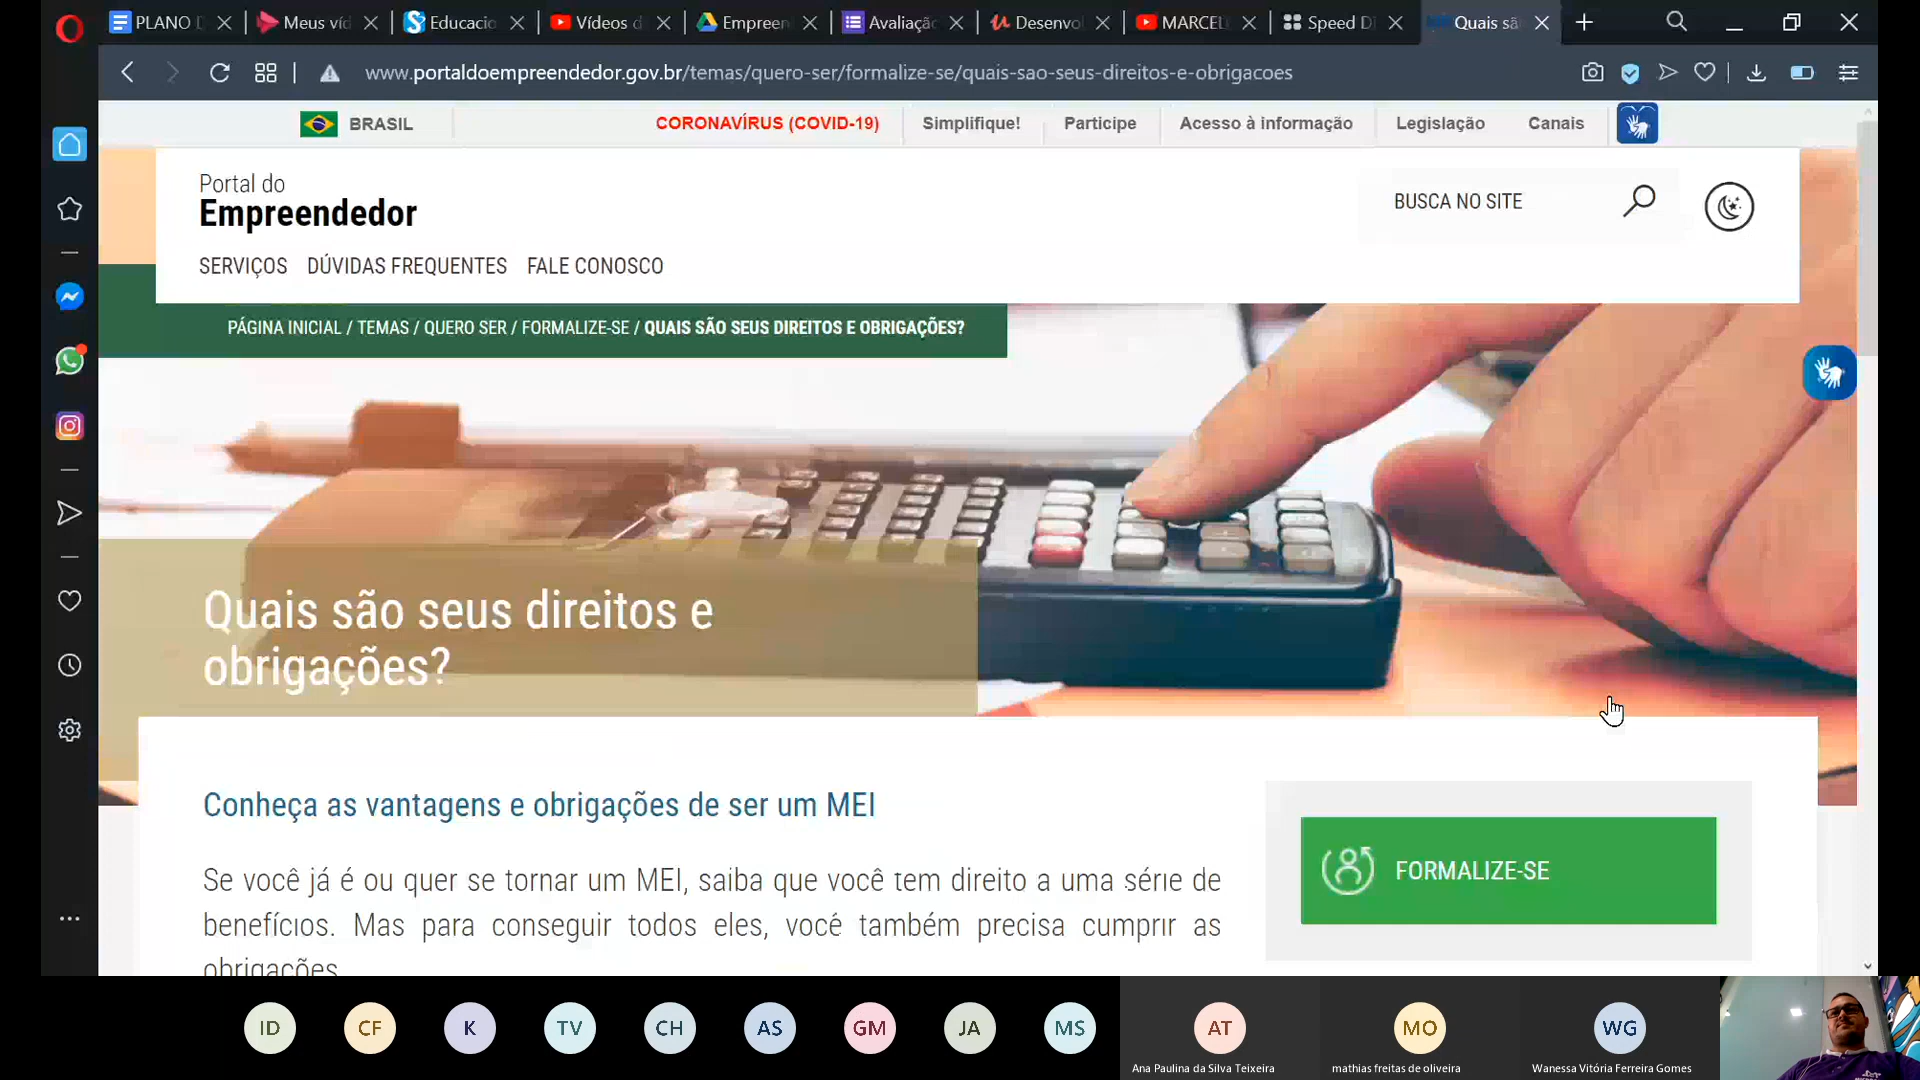 PLANO D
Meus víd
Educacio
Vídeos d
Empreen
Avaliação
Desenvo
MARCEL
Speed D
Quais sã
www.portaldoempreendedor.gov.br/temas/quero-ser/formalize-se/quais-sao-seus-direitos-e-obrigacoes
BRASIL
CORONAVÍRUS (COVID-19)
Simplifique!
Participe
Acesso à informação
Legislação
Canais
Portal do
Empreendedor
BUSCA NO SITE
SERVIÇOS DÚVIDAS FREQUENTES FALE CONOSCO
PÁGINA INICIAL / TEMAS / QUERO SER / FORMALIZE-SE / QUAIS SÃO SEUS DIREITOS E OBRIGAÇÕES?
Quais são seus direitos e
obrigações?
Conheça as vantagens e obrigações de ser um MEI
Se você já é ou quer se tornar um MEI, saiba que você tem direito a uma série de
benefícios. Mas para conseguir todos eles, você também precisa cumprir as
obrigações
FORMALIZE-SE
ID
CF
K
TV
CH
AS
GM
JA
MS
AT
MO
WG
Ana Paulina da Silva Teixeira
mathias freitas de oliveira
Wanessa Vitória Ferreira Gomes